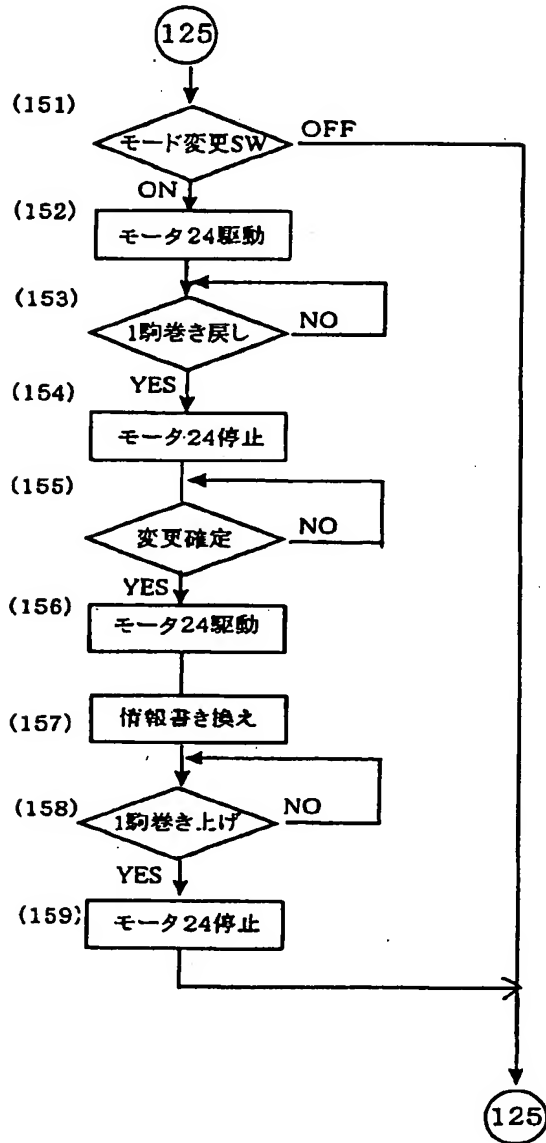 125
(151)
モード変更SW
OFF
ON
(152)
モータ24駆動
(153)
1駒巻き戻し
NO
YES
(154)
モータ24停止
(155)
変更確定
NO
YES
(156)
モータ24駆動
(157)
情報書き換え
(158)
1駒巻き上げ
NO
YES
(159)
モータ24停止
125